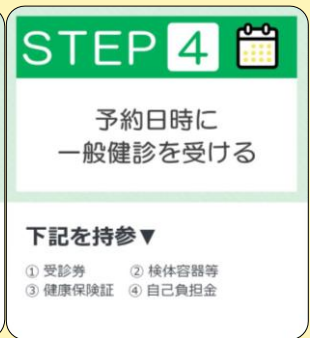 STEP 4
予約日時に
一般健診を受ける
下記を持参▼
① 受診券 ② 検体容器等
③ 健康保険証 ④ 自己負担金